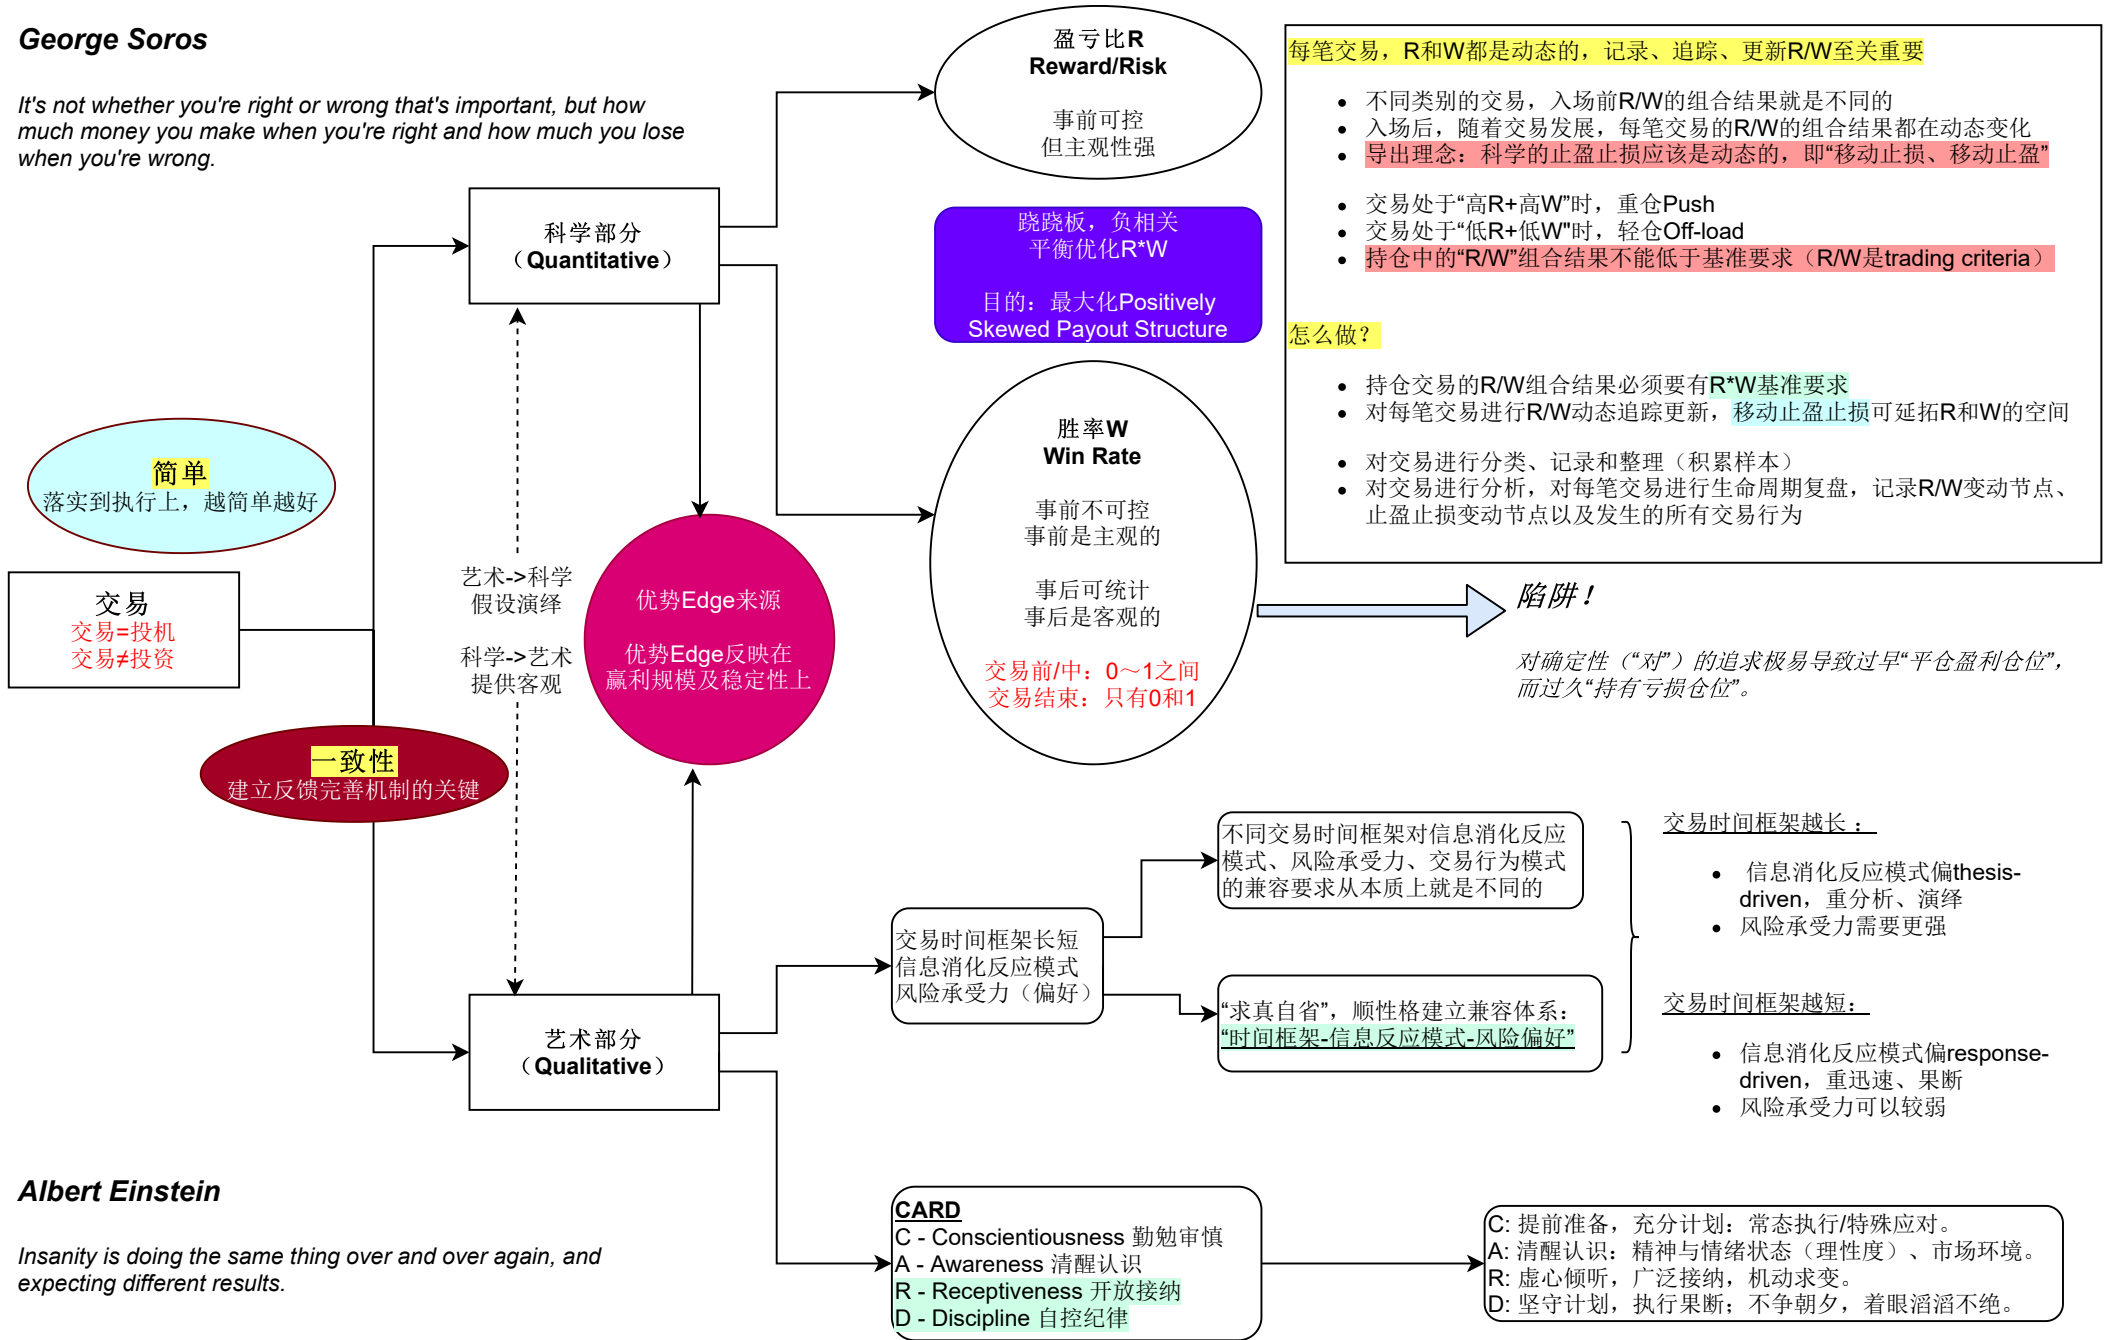 George Soros
It's not whether you're right or wrong that's important, but how
much money you make when you're right and how much you lose
when you're wrong.
简单
落实到执行上，越简单越好
交易
交易=投机
交易≠投资
一致性
建立反馈完善机制的关键
科学部分
（Quantitative）
艺术->科学
假设演绎
科学->艺术
提供客观
优势Edge来源
优势Edge反映在
赢利规模及稳定性上
艺术部分
（Qualitative）
盈亏比R
Reward/Risk
事前可控
但主观性强
跷跷板，负相关
平衡优化R*W
目的：最大化Positively
Skewed Payout Structure
胜率W
Win Rate
事前不可控
事前是主观的
事后可统计
事后是客观的
交易前/中：0～1之间
交易结束：只有0和1
每笔交易，R和W都是动态的，记录、追踪、更新R/W至关重要
• 不同类别的交易，入场前R/W的组合结果就是不同的
• 入场后，随着交易发展，每笔交易的R/W的组合结果都在动态变化
• 导出理念：科学的止盈止损应该是动态的，即“移动止损、移动止盈”
• 交易处于“高R+高W”时，重仓Push
• 交易处于“低R+低W"时，轻仓Off-load
• 持仓中的“R/W”组合结果不能低于基准要求（R/W是trading criteria）
怎么做？
• 持仓交易的R/W组合结果必须要有R*W基准要求
• 对每笔交易进行R/W动态追踪更新，移动止盈止损可延拓R和W的空间
• 对交易进行分类、记录和整理（积累样本）
• 对交易进行分析，对每笔交易进行生命周期复盘，记录R/W变动节点、
止盈止损变动节点以及发生的所有交易行为
陷阱！
对确定性（“对”）的追求极易导致过早“平仓盈利仓位”，
而过久“持有亏损仓位”。
交易时间框架长短
信息消化反应模式
风险承受力（偏好）
不同交易时间框架对信息消化反应
模式、风险承受力、交易行为模式
的兼容要求从本质上就是不同的
“求真自省”，顺性格建立兼容体系：
“时间框架-信息反应模式-风险偏好”
交易时间框架越长：
• 信息消化反应模式偏thesis-
driven，重分析、演绎
• 风险承受力需要更强
交易时间框架越短：
• 信息消化反应模式偏response-
driven，重迅速、果断
• 风险承受力可以较弱
Albert Einstein
Insanity is doing the same thing over and over again, and
expecting different results.
CARD
C - Conscientiousness 勤勉审慎
A - Awareness 清醒认识
R - Receptiveness 开放接纳
D - Discipline 自控纪律
C: 提前准备，充分计划：常态执行/特殊应对。
A: 清醒认识：精神与情绪状态（理性度）、市场环境。
R: 虚心倾听，广泛接纳，机动求变。
D: 坚守计划，执行果断；不争朝夕，着眼滔滔不绝。